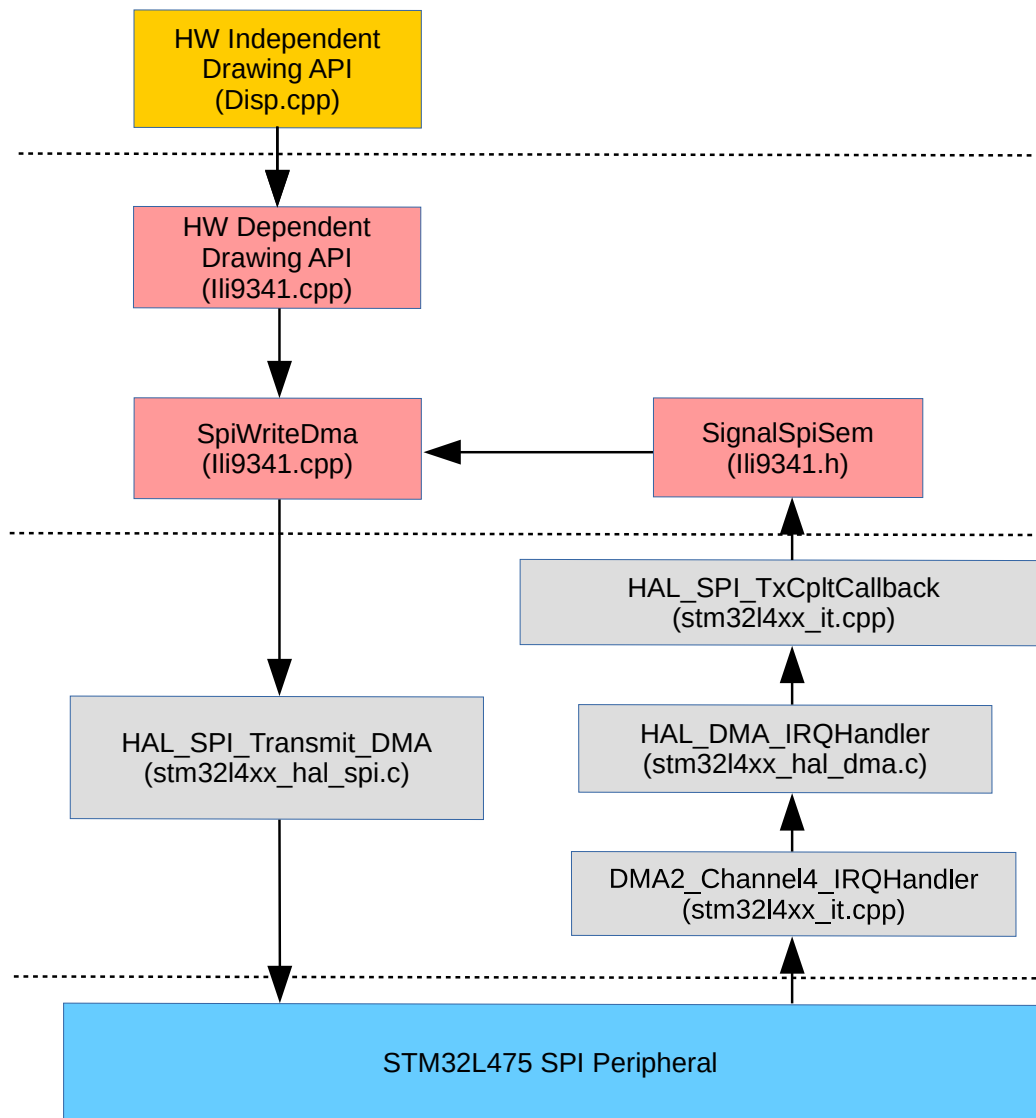 HW Independent
Drawing API
(Disp.cpp)
HW Dependent
Drawing API
(Ili9341.cpp)
SpiWriteDma
(Ili9341.cpp)
SignalSpiSem
(Ili9341.h)
HAL_SPI_TxCpltCallback
(stm32l4xx_it.cpp)
HAL_SPI_Transmit_DMA
(stm32l4xx_hal_spi.c)
HAL_DMA_IRQHandler
(stm32l4xx_hal_dma.c)
DMA2_Channel4_IRQHandler
(stm32l4xx_it.cpp)
STM32L475 SPI Peripheral